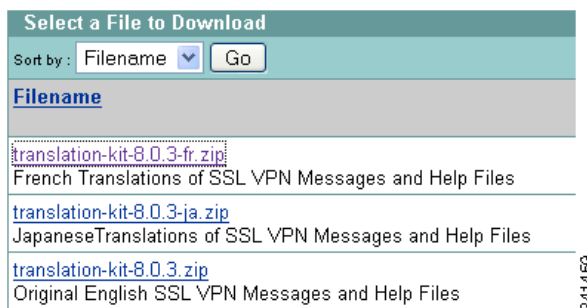 Select a File to Download
Sort by : Filename Go
Filename
translation-kit-8.0.3-fr.zip
French Translations of SSL VPN Messages and Help Files
translation-kit-8.0.3-ja.zip
JapaneseTranslations of SSL VPN Messages and Help Files
translation-kit-8.0.3.zip
Original English SSL VPN Messages and Help Files